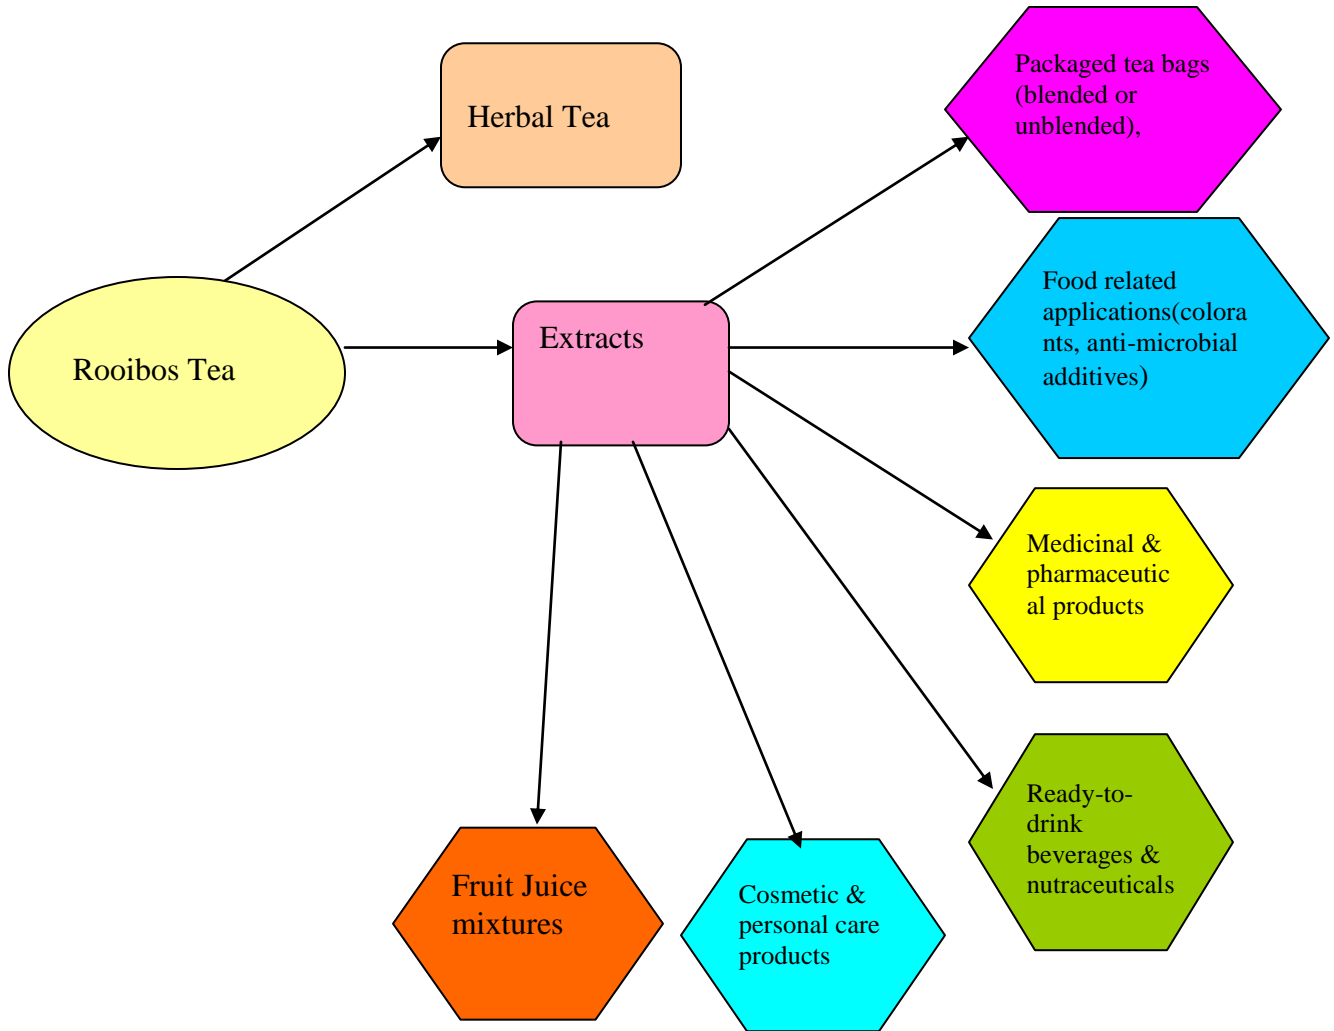 Herbal Tea
Packaged tea bags
(blended or
unblended),
Rooibos Tea
Extracts
Food related
applications(colora
nts, anti-microbial
additives)
Medicinal &
pharmaceutic
al products
Ready-to-
drink
beverages &
nutraceuticals
Fruit Juice
mixtures
Cosmetic &
personal care
products